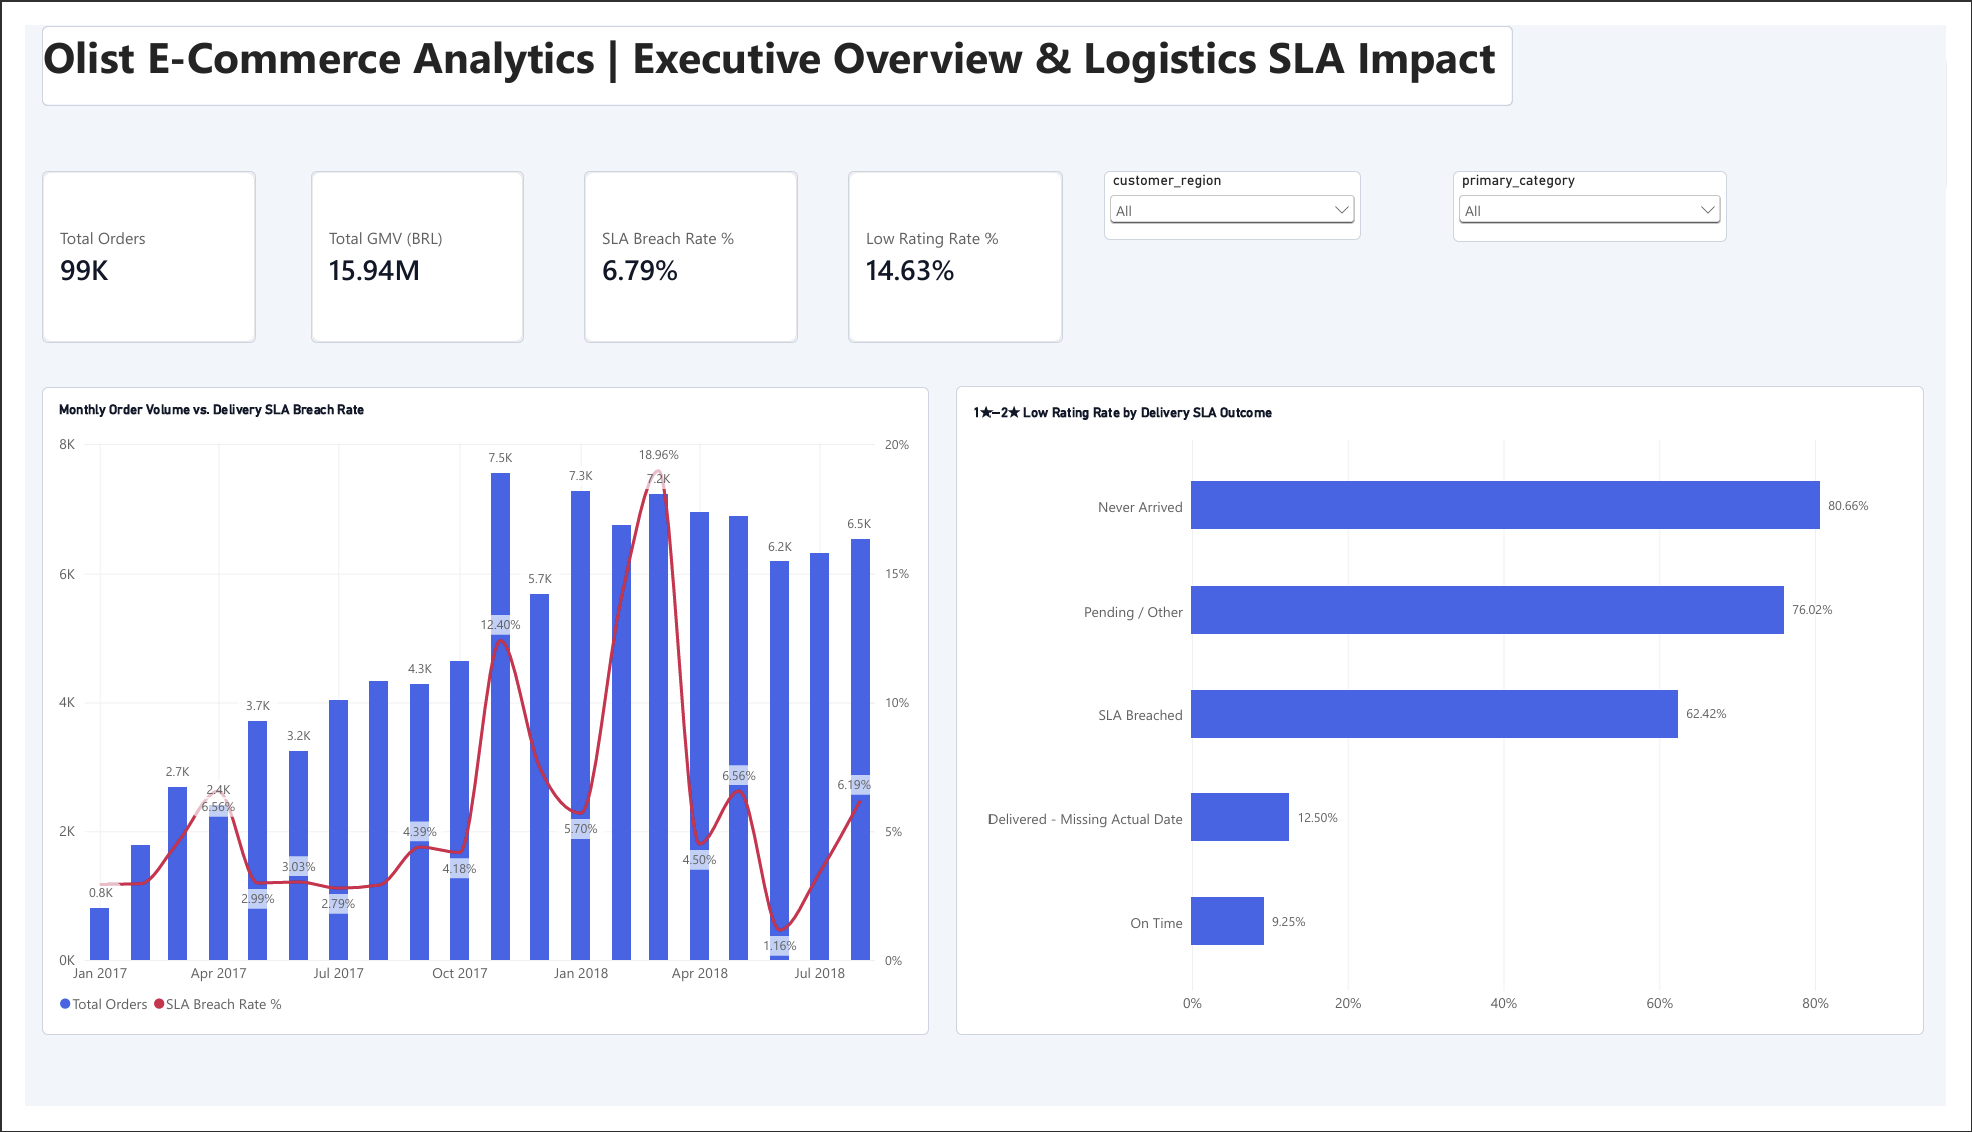 Olist E-Commerce Analytics | Executive Overview & Logistics SLA Impact
Total Orders
99K
Total GMV (BRL)
15.94M
SLA Breach Rate %
6.79%
Low Rating Rate %
14.63%
customer_region
All
primary_category
All
Monthly Order Volume vs. Delivery SLA Breach Rate
8K
6K
4K
2K
0K
20%
15%
10%
5%
0%
0.8K
2.7K
2.4K
6.56%
3.7K
2.99%
3.2K
3.03%
2.79%
4.3K
4.39%
4.18%
7.5K
12.40%
5.7K
7.3K
5.70%
18.96%
7.2K
4.50%
6.56%
6.2K
1.16%
6.5K
6.19%
Jan 2017
Apr 2017
Jul 2017
Oct 2017
Jan 2018
Apr 2018
Jul 2018
Total Orders
SLA Breach Rate %
1★–2★ Low Rating Rate by Delivery SLA Outcome
Never Arrived
80.66%
Pending / Other
76.02%
SLA Breached
62.42%
Delivered - Missing Actual Date
12.50%
On Time
9.25%
0%
20%
40%
60%
80%